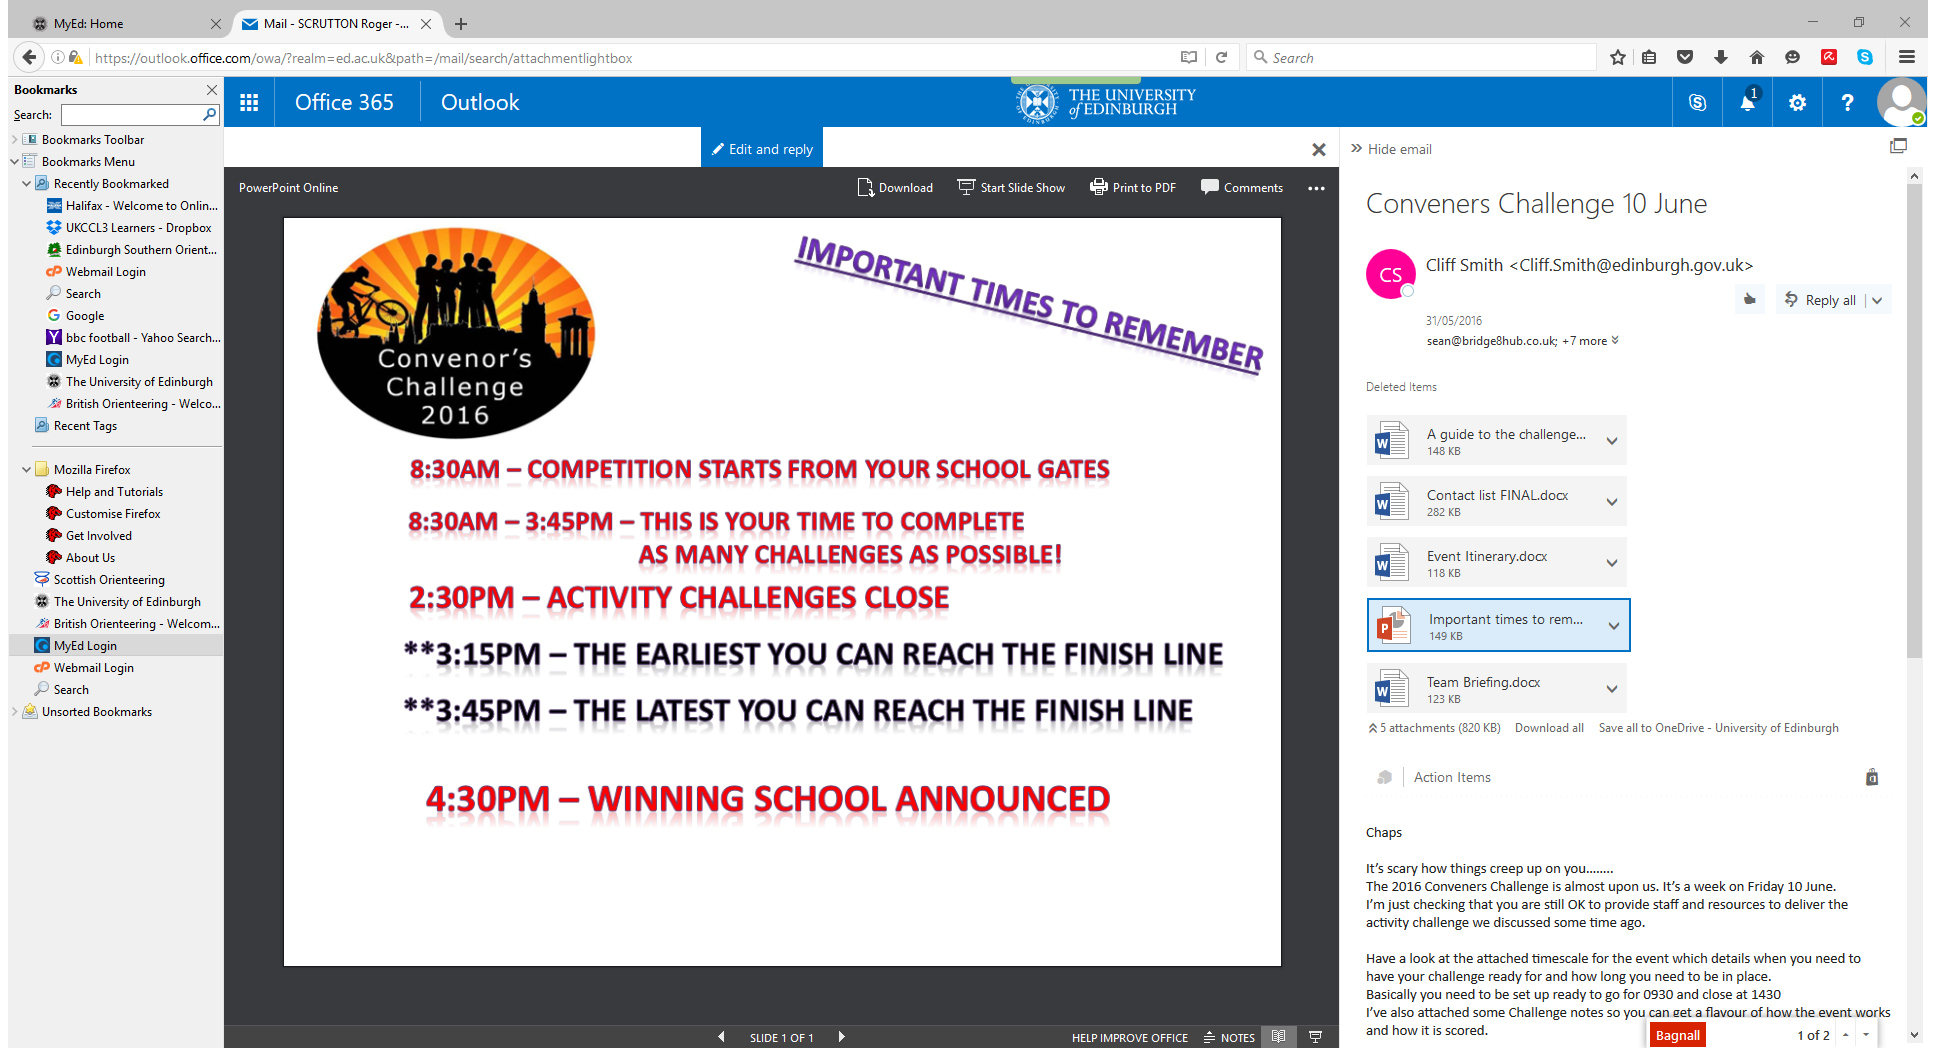 MyEd: Home
Mail - SCRUTTON Roger -...
https://outlook.office.com/owa/?realm=ed.ac.uk&path=/mail/search/attachmentlightbox
Search
Bookmarks
Search:
Bookmarks Toolbar
Bookmarks Menu
Recently Bookmarked
Halifax - Welcome to Onlin...
UKCCL3 Learners - Dropbox
Edinburgh Southern Orient...
Webmail Login
Search
Google
bbc football - Yahoo Search...
MyEd Login
The University of Edinburgh
British Orienteering - Welco...
Recent Tags
Mozilla Firefox
Help and Tutorials
Customise Firefox
Get Involved
About Us
Scottish Orienteering
The University of Edinburgh
British Orienteering - Welcom...
MyEd Login
Webmail Login
Search
Unsorted Bookmarks
Office 365
Outlook
THE UNIVERSITY
of EDINBURGH
1
?
Edit and reply
PowerPoint Online
Download
Start Slide Show
Print to PDF
Comments
IMPORTANT TIMES TO REMEMBER
Convenor's
Challenge
2016
8:30AM – COMPETITION STARTS FROM YOUR SCHOOL GATES
8:30AM – 3:45PM – THIS IS YOUR TIME TO COMPLETE
AS MANY CHALLENGES AS POSSIBLE!
2:30PM – ACTIVITY CHALLENGES CLOSE
**3:15PM – THE EARLIEST YOU CAN REACH THE FINISH LINE
**3:45PM – THE LATEST YOU CAN REACH THE FINISH LINE
4:30PM – WINNING SCHOOL ANNOUNCED
SLIDE 1 OF 1
HELP IMPROVE OFFICE
NOTES
Hide email
Conveners Challenge 10 June
CS
Cliff Smith <Cliff.Smith@edinburgh.gov.uk>
Reply all
31/05/2016
sean@bridge8hub.co.uk; +7 more
Deleted Items
A guide to the challenge...
148 KB
Contact list FINAL.docx
282 KB
Event Itinerary.docx
118 KB
Important times to rem...
149 KB
Team Briefing.docx
123 KB
5 attachments (820 KB)
Download all
Save all to OneDrive - University of Edinburgh
Action Items
Chaps
It's scary how things creep up on you........
The 2016 Conveners Challenge is almost upon us. It's a week on Friday 10 June.
I'm just checking that you are still OK to provide staff and resources to deliver the
activity challenge we discussed some time ago.
Have a look at the attached timescale for the event which details when you need to
have your challenge ready for and how long you need to be in place.
Basically you need to be set up ready to go for 0930 and close at 1430
I've also attached some Challenge notes so you can get a flavour of how the event works
and how it is scored.
Bagnall
1 of 2